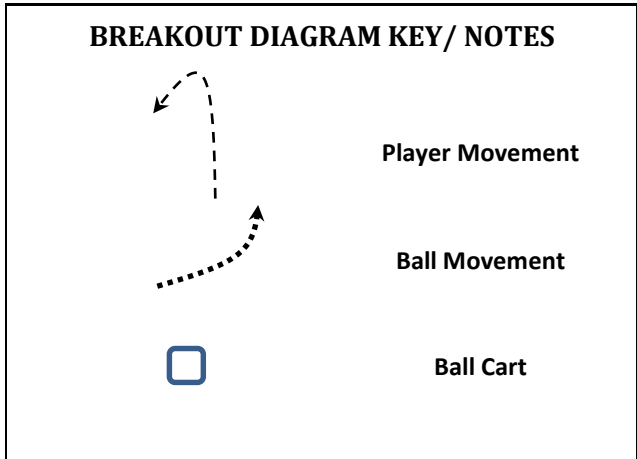 BREAKOUT DIAGRAM KEY/ NOTES
Player Movement
Ball Movement
Ball Cart